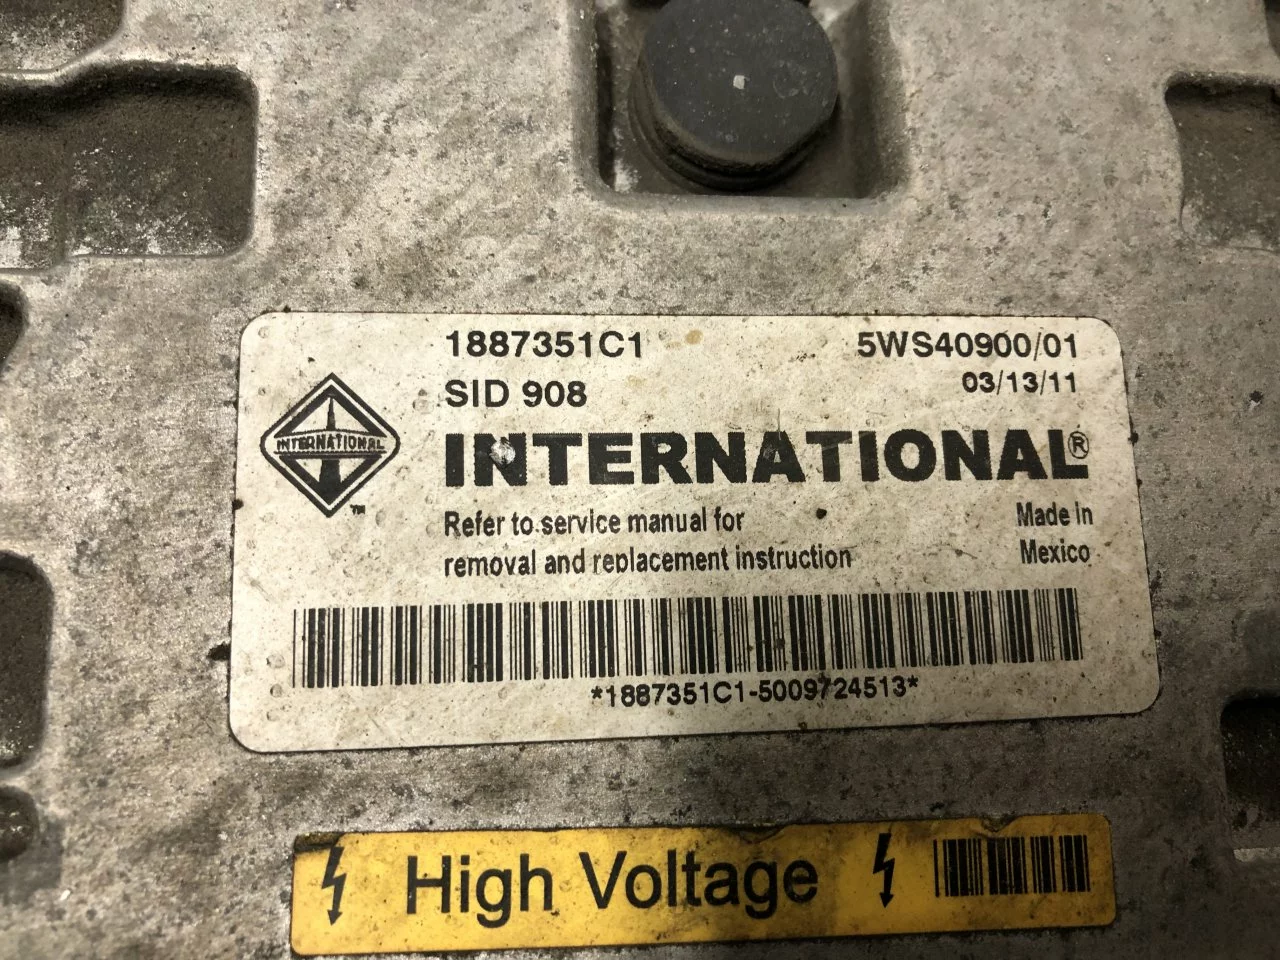 1887351C1 5WS40900/01
SID 908 03/13/11
INTERNATIONAL
™
INTERNATIONAL®
Refer to service manual for Made in
removal and replacement instruction Mexico
*1887351C1-5009724513*
High Voltage